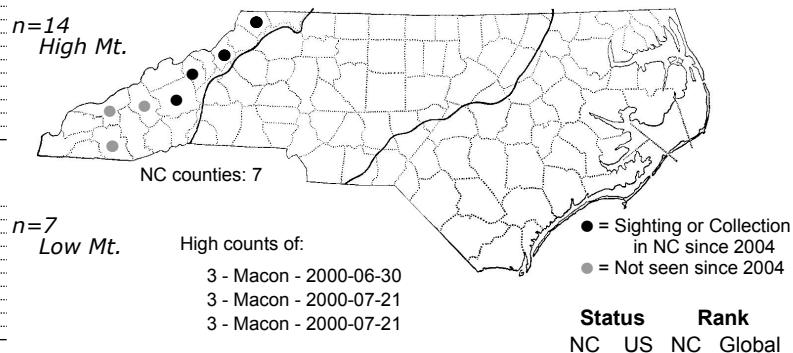 n=14
High Mt.
NC counties: 7
n=7
Low Mt.
High counts of:
3 - Macon - 2000-06-30
3 - Macon - 2000-07-21
3 - Macon - 2000-07-21
● = Sighting or Collection
in NC since 2004
● = Not seen since 2004
Status Rank
NC US NC Global